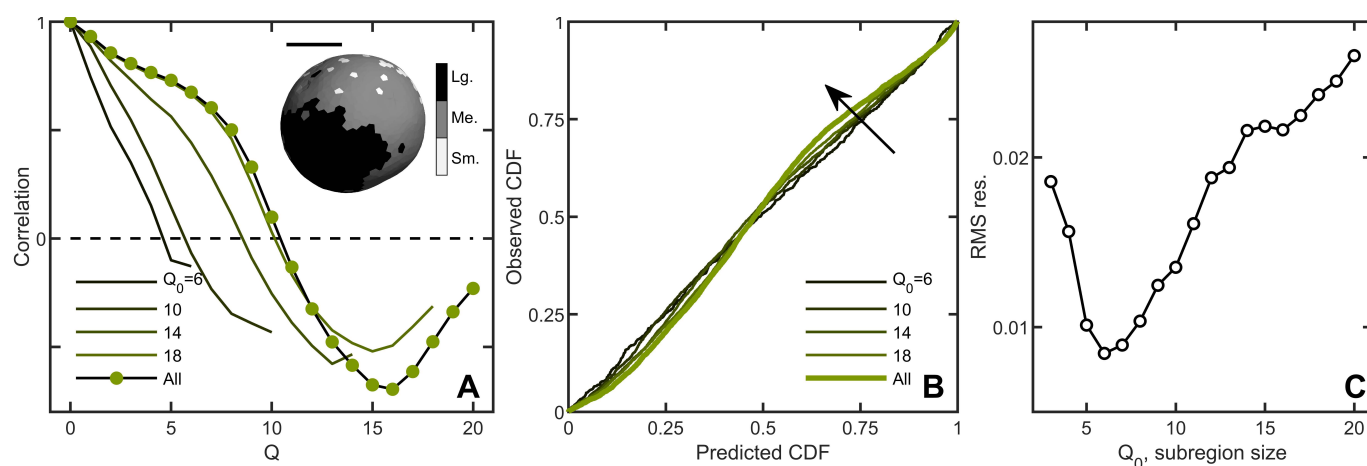 1
0
Correlation
Lg.
Me.
Sm.
Q0=6
10
14
18
All
A
0
5
10
15
20
Q
1
0.75
0.5
0.25
0
Observed CDF
Q0=6
10
14
18
All
B
0
0.25
0.5
0.75
1
Predicted CDF
0.02
0.01
RMS res.
C
5
10
15
20
Q0, subregion size